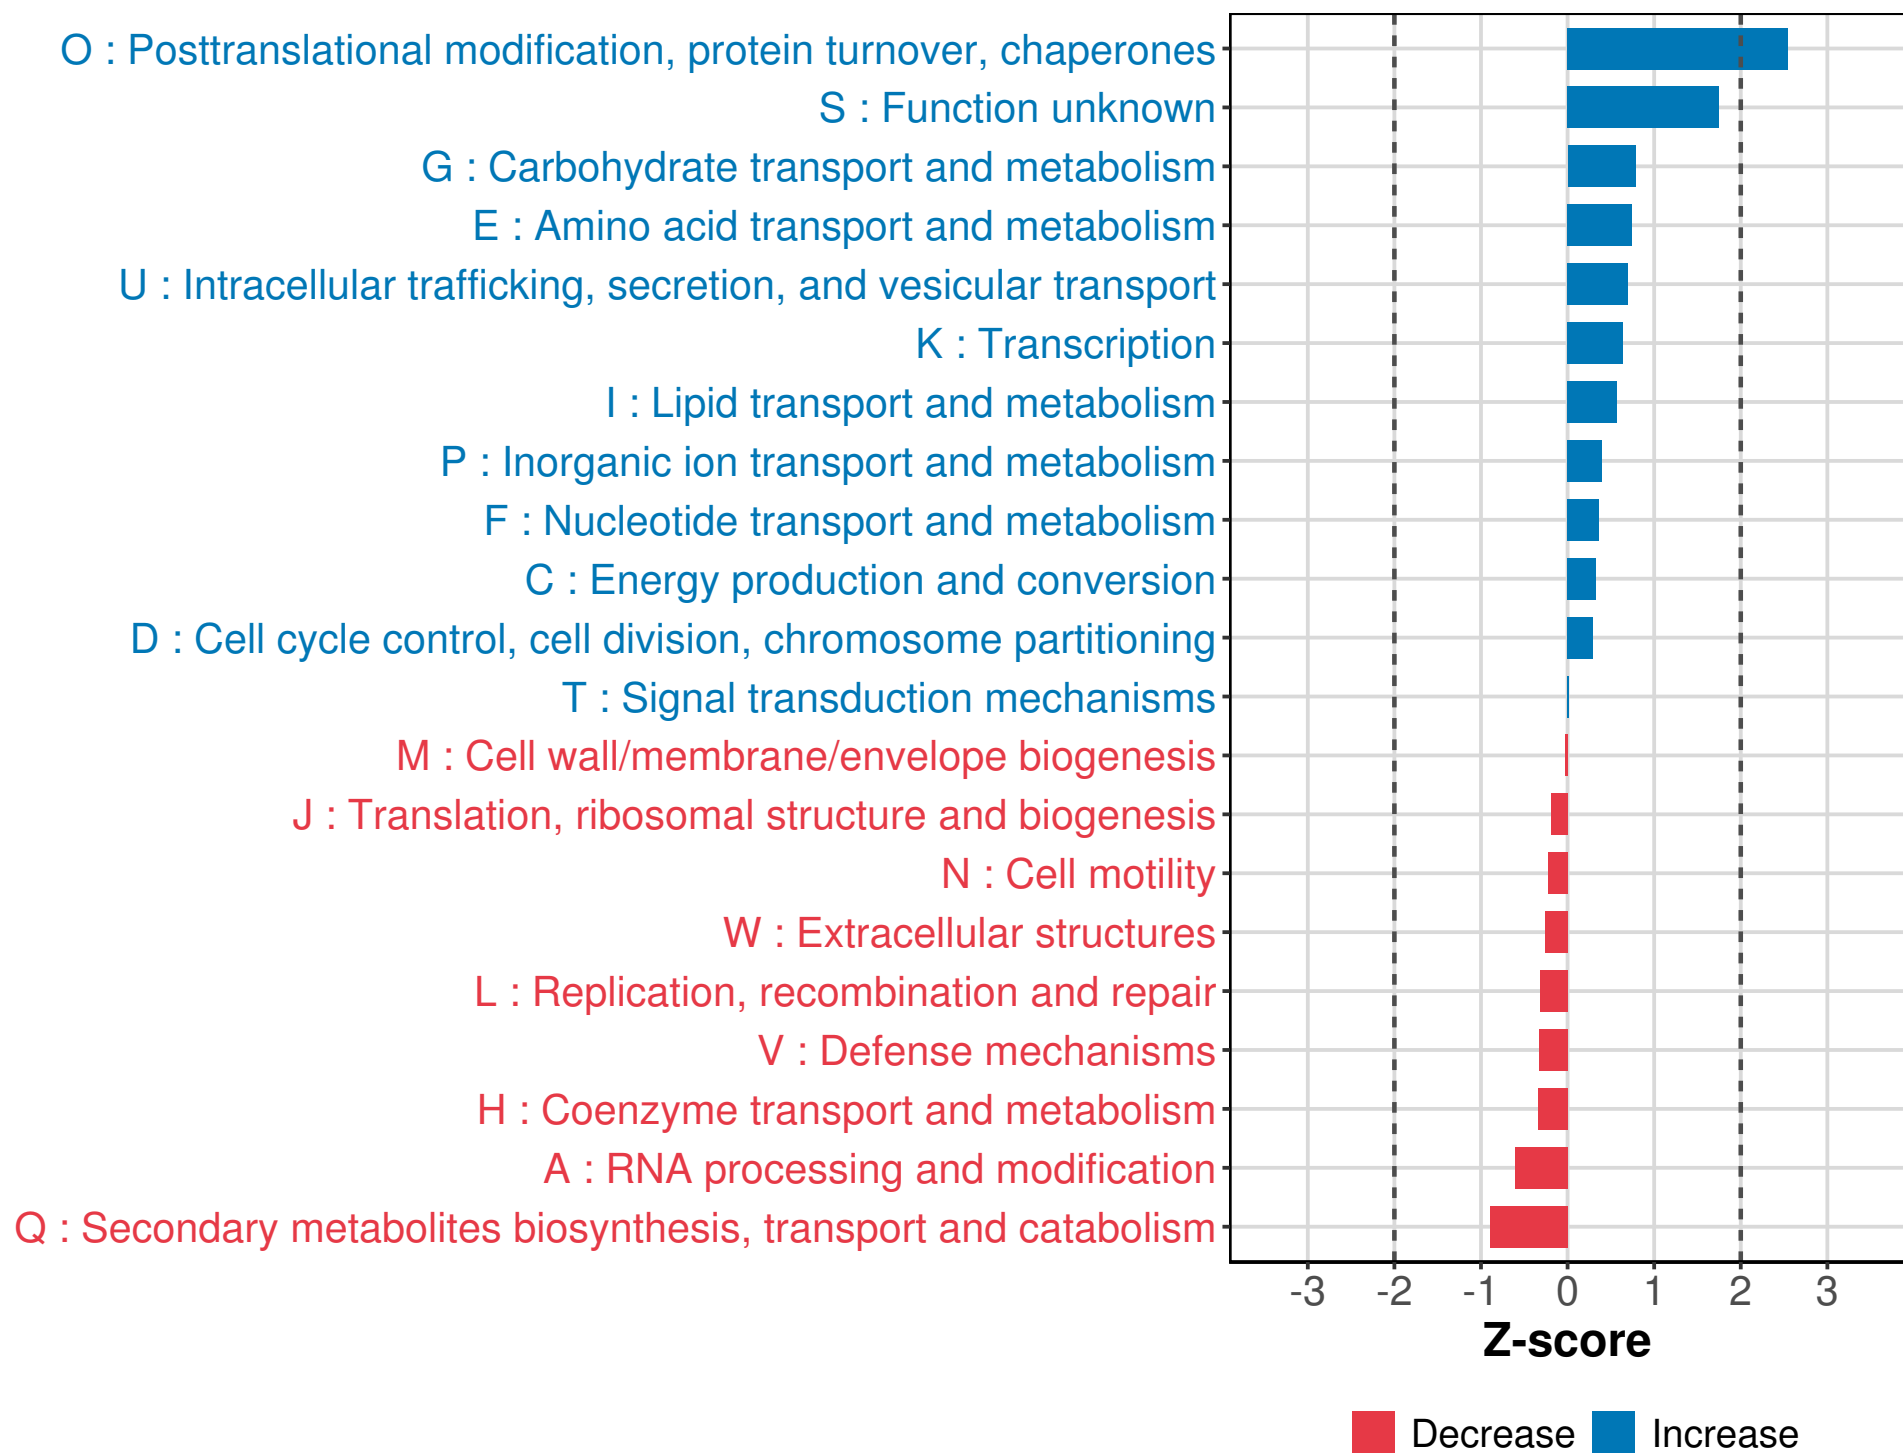 O : Posttranslational modification, protein turnover, chaperones
S : Function unknown
G : Carbohydrate transport and metabolism
E : Amino acid transport and metabolism
U : Intracellular trafficking, secretion, and vesicular transport
K : Transcription
I : Lipid transport and metabolism
P : Inorganic ion transport and metabolism
F : Nucleotide transport and metabolism
C : Energy production and conversion
D : Cell cycle control, cell division, chromosome partitioning
T : Signal transduction mechanisms
M : Cell wall/membrane/envelope biogenesis
J : Translation, ribosomal structure and biogenesis
N : Cell motility
W : Extracellular structures
L : Replication, recombination and repair
V : Defense mechanisms
H : Coenzyme transport and metabolism
A : RNA processing and modification
Q : Secondary metabolites biosynthesis, transport and catabolism
-3 -2 -1 0 1 2 3
Z-score
Decrease Increase